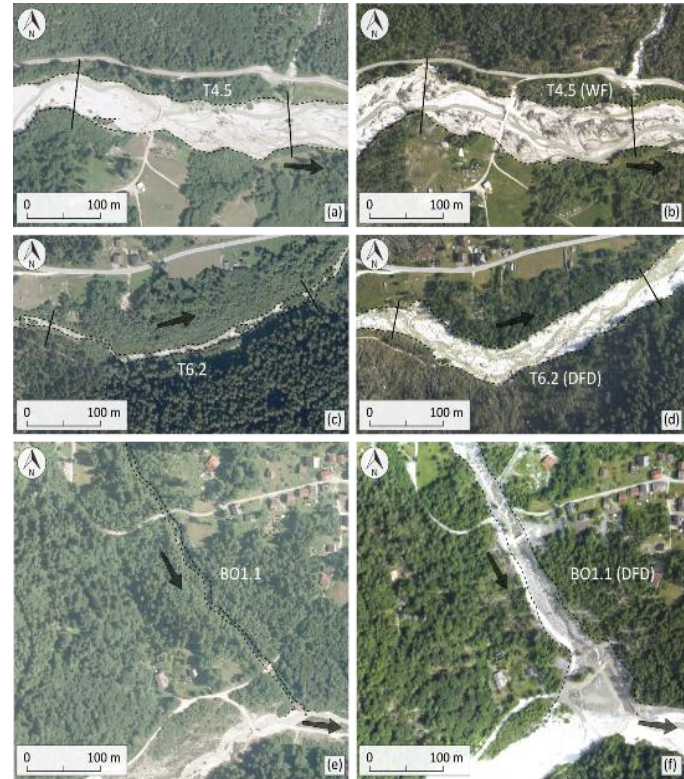 N
T4.5
0 100 m
(a)
N
T4.5 (WF)
0 100 m
(b)
N
T6.2
0 100 m
(c)
N
T6.2 (DFD)
0 100 m
(d)
N
BO1.1
0 100 m
(e)
N
BO1.1 (DFD)
0 100 m
(f)